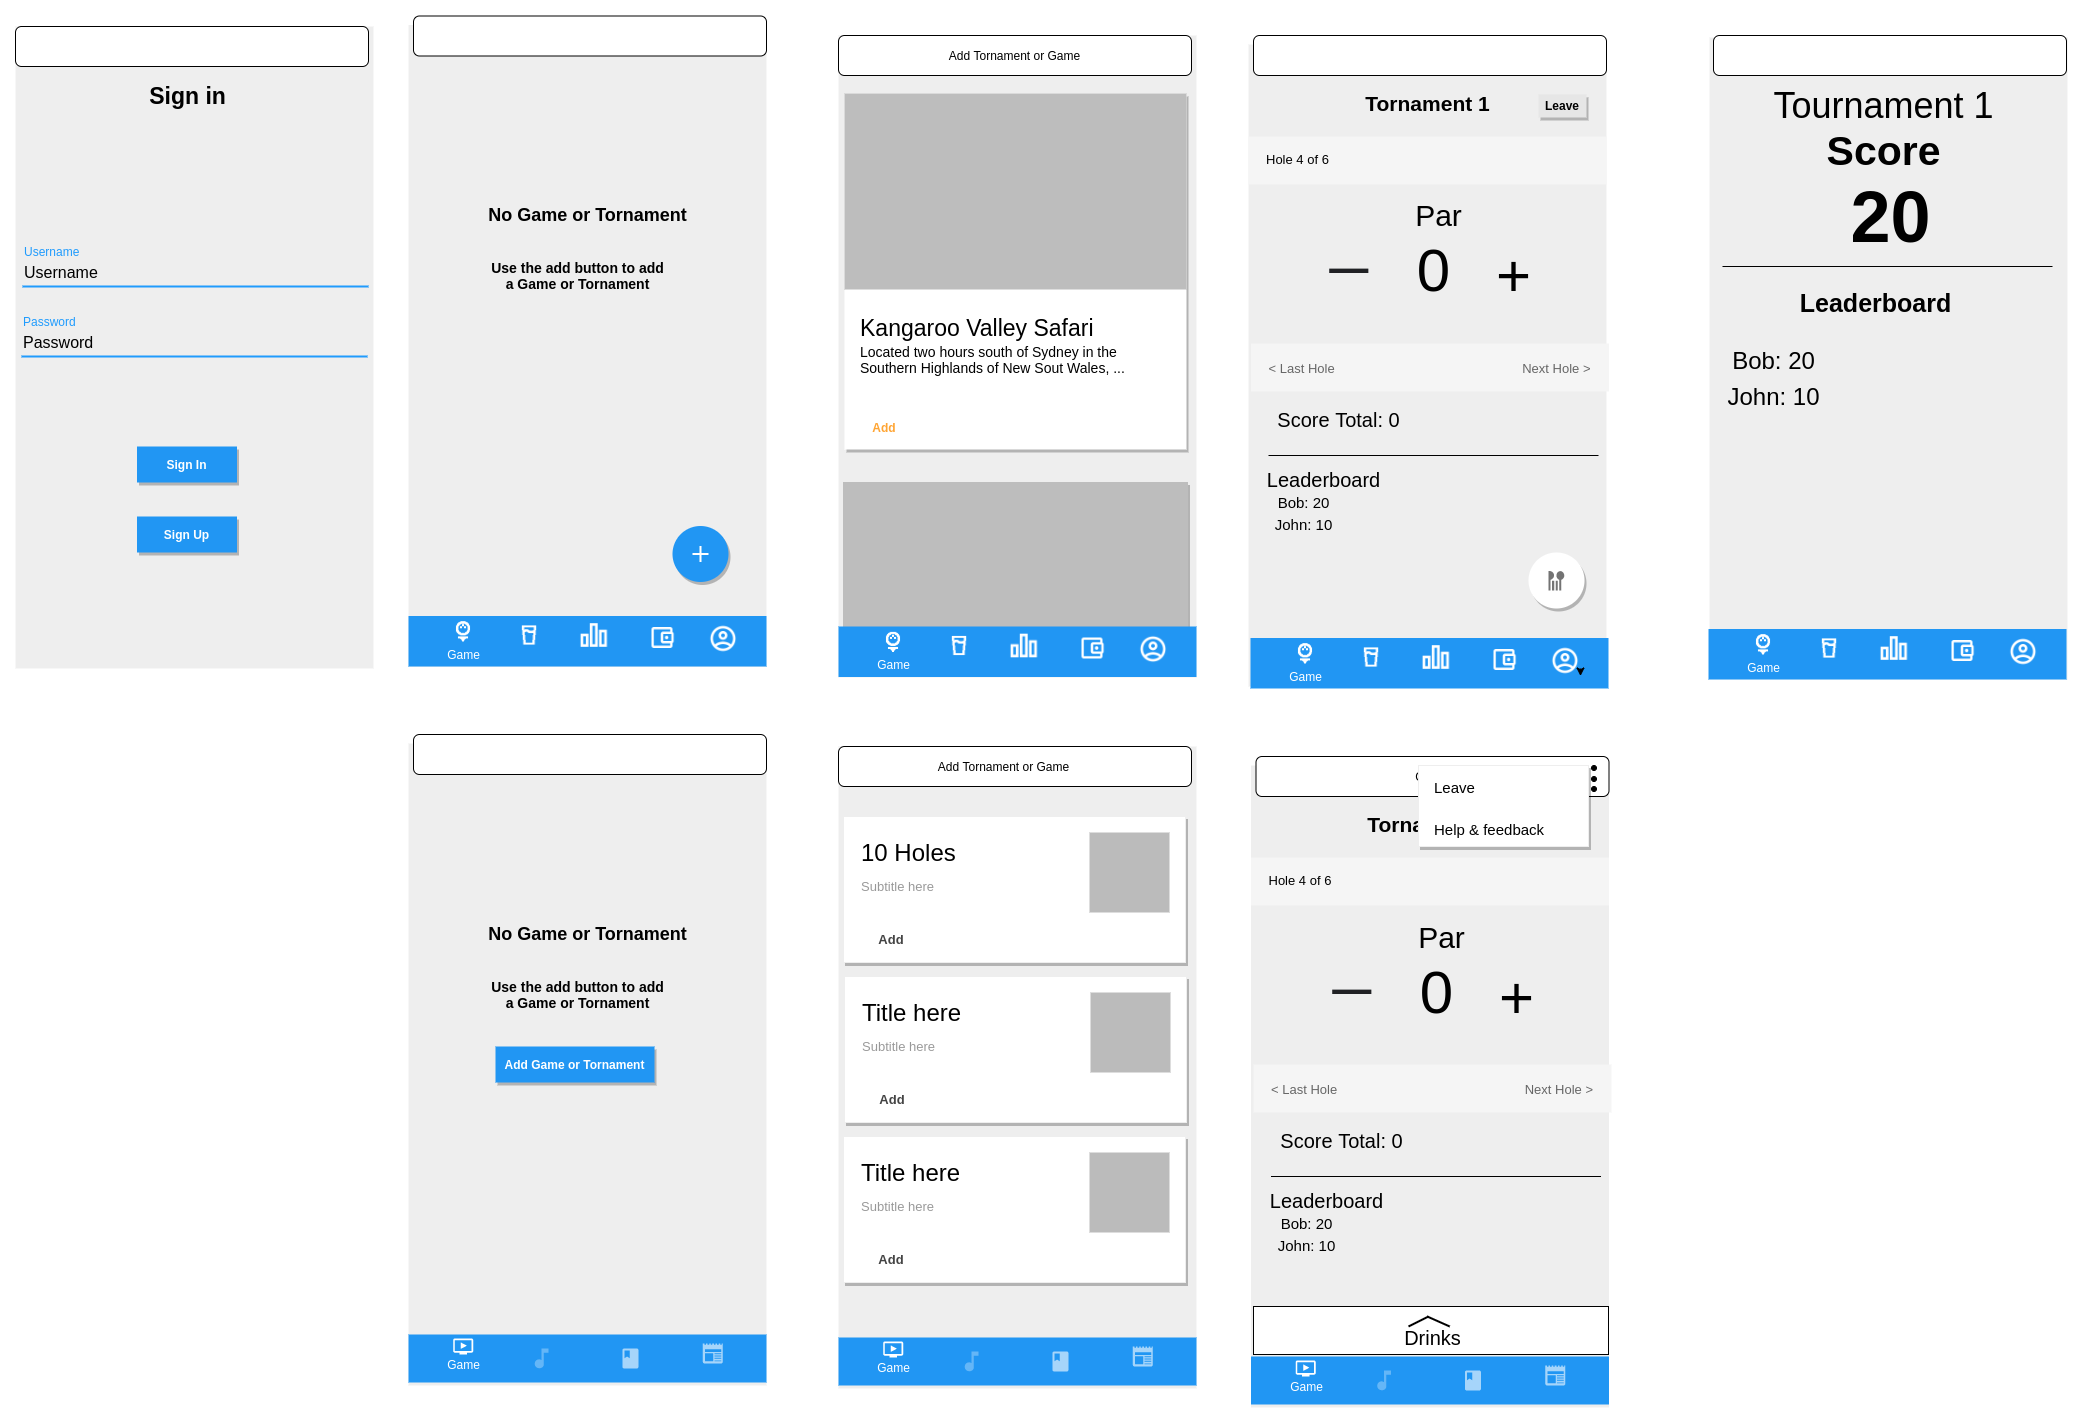 Sign in
Username
Username
Password
Password
Sign In
Sign Up
No Game or Tornament
Use the add button to add
a Game or Tornament
Game
Add Tornament or Game
Kangaroo Valley Safari
Located two hours south of Sydney in the
Southern Highlands of New Sout Wales, ...
Add
Game
Tornament 1
Leave
Hole 4 of 6
Par
0
< Last Hole
Next Hole >
Score Total: 0
Leaderboard
Bob: 20
John: 10
Game
Tournament 1
Score
20
Leaderboard
Bob: 20
John: 10
Game
No Game or Tornament
Use the add button to add
a Game or Tornament
Add Game or Tornament
Game
Add Tornament or Game
10 Holes
Subtitle here
Add
Title here
Subtitle here
Add
Title here
Subtitle here
Add
Game
Leave
Help & feedback
Torna
Hole 4 of 6
Par
0
< Last Hole
Next Hole >
Score Total: 0
Leaderboard
Bob: 20
John: 10
Drinks
Game